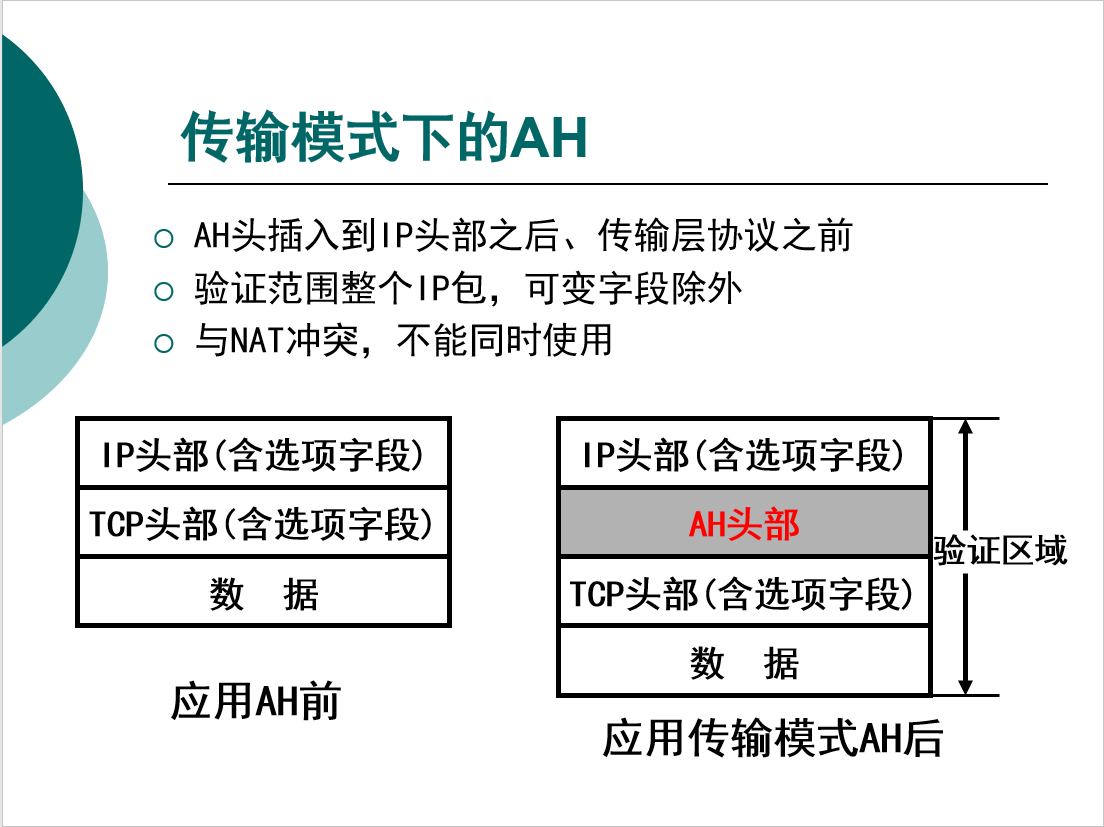 传输模式下的AH
AH头插入到IP头部之后、传输层协议之前
验证范围整个IP包，可变字段除外
与NAT冲突，不能同时使用
IP头部(含选项字段)
TCP头部(含选项字段)
数 据
应用AH前
IP头部(含选项字段)
AH头部
TCP头部(含选项字段)
数 据
验证区域
应用传输模式AH后